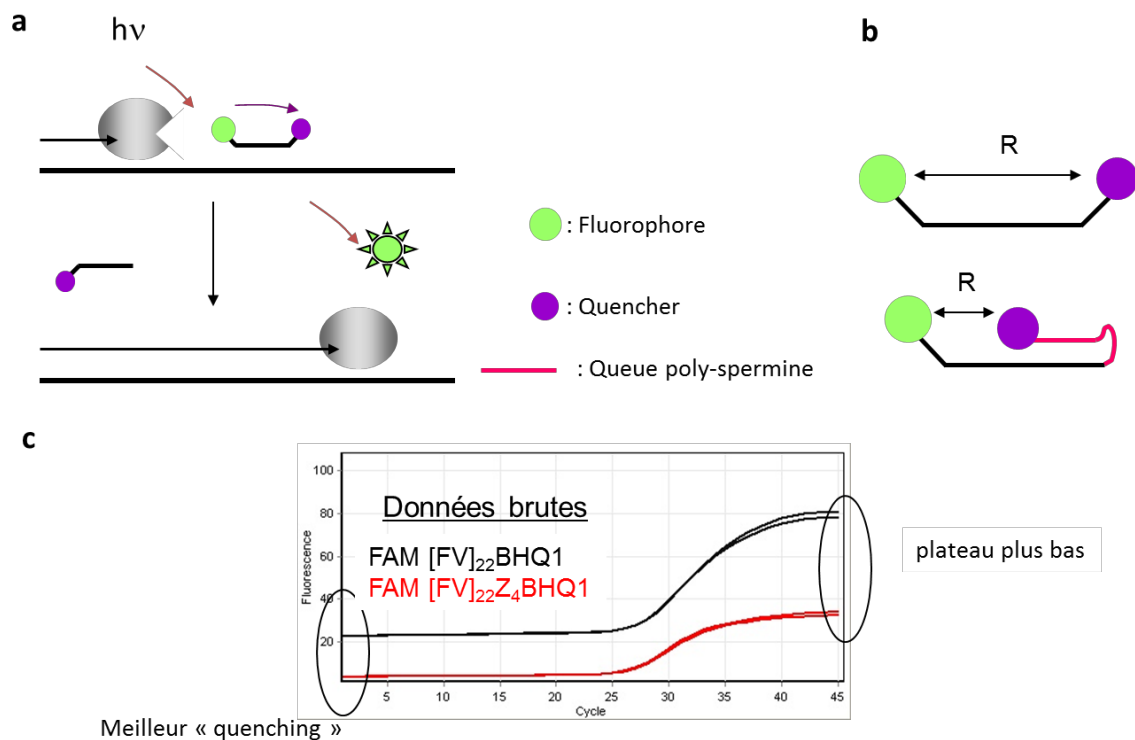 a
hν
b
R
: Fluorophore
: Quencher
R
: Queue poly-spermine
c
100
80
60
40
20
Fluorescence
Données brutes
FAM [FV]22BHQ1
FAM [FV]22Z4BHQ1
plateau plus bas
5 10 15 20 25 30 35 40 45
Cycle
Meilleur « quenching »